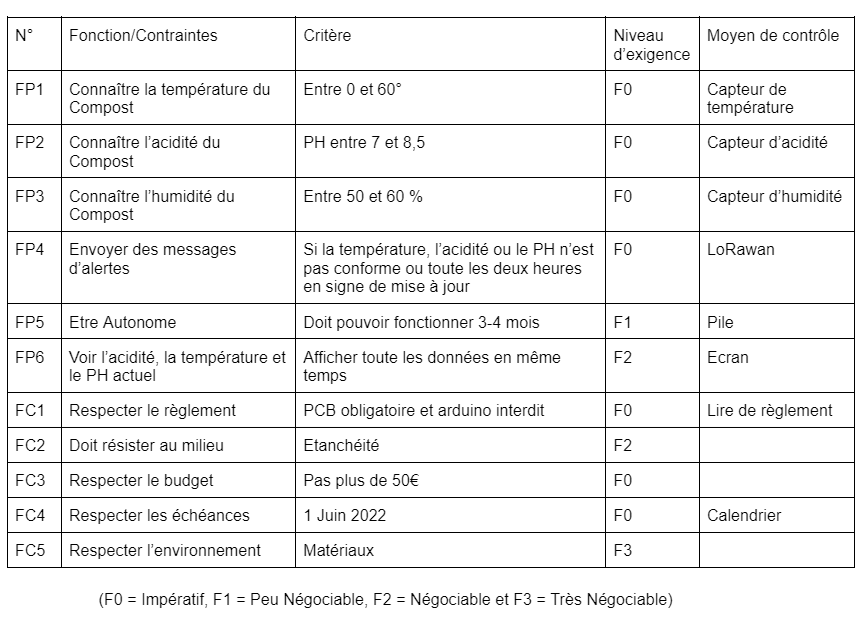 N° Fonction/Contraintes Critère Niveau d'exigence Moyen de contrôle
FP1 Connaître la température du Compost Entre 0 et 60° F0 Capteur de température
FP2 Connaître l'acidité du Compost PH entre 7 et 8,5 F0 Capteur d'acidité
FP3 Connaître l'humidité du Compost Entre 50 et 60 % F0 Capteur d'humidité
FP4 Envoyer des messages d'alertes Si la température, l'acidité ou le PH n'est pas conforme ou toute les deux heures en signe de mise à jour F0 LoRawan
FP5 Etre Autonome Doit pouvoir fonctionner 3-4 mois F1 Pile
FP6 Voir l'acidité, la température et le PH actuel Afficher toute les données en même temps F2 Ecran
FC1 Respecter le règlement PCB obligatoire et arduino interdit F0 Lire de règlement
FC2 Doit résister au milieu Etanchéité F2
FC3 Respecter le budget Pas plus de 50€ F0
FC4 Respecter les échéances 1 Juin 2022 F0 Calendrier
FC5 Respecter l'environnement Matériaux F3
(F0 = Impératif, F1 = Peu Négociable, F2 = Négociable et F3 = Très Négociable)